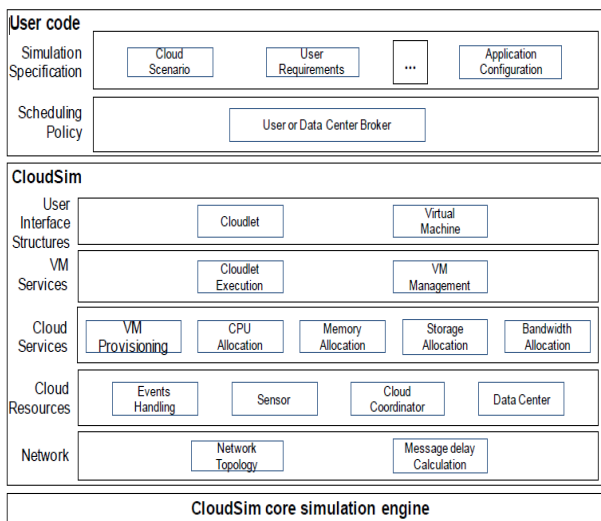 User code
Simulation
Specification
Cloud
Scenario
User
Requirements
...
Application
Configuration
Scheduling
Policy
User or Data Center Broker
CloudSim
User
Interface
Structures
Cloudlet
Virtual
Machine
VM
Services
Cloudlet
Execution
VM
Management
Cloud
Services
VM
Provisioning
CPU
Allocation
Memory
Allocation
Storage
Allocation
Bandwidth
Allocation
Cloud
Resources
Events
Handling
Sensor
Cloud
Coordinator
Data Center
Network
Network
Topology
Message delay
Calculation
CloudSim core simulation engine